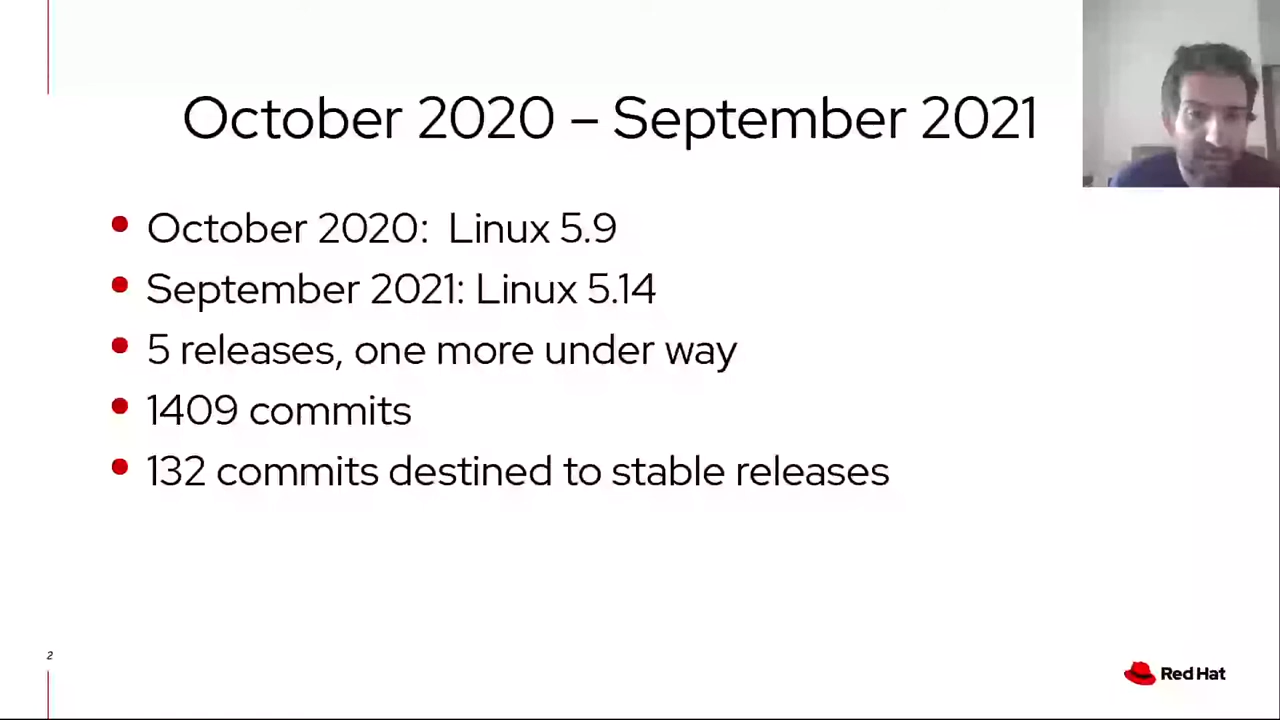 October 2020 – September 2021
October 2020: Linux 5.9
September 2021: Linux 5.14
5 releases, one more under way
1409 commits
132 commits destined to stable releases
2
Red Hat